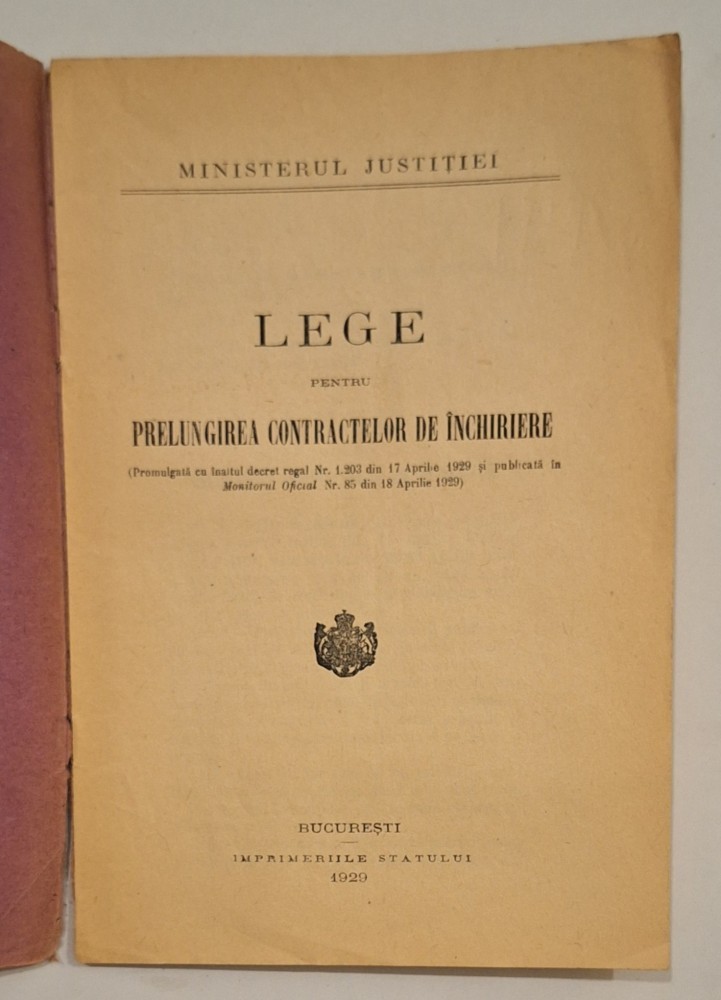 MINISTERUL JUSTIȚIEI
LEGE
PENTRU
PRELUNGIREA CONTRACTELOR DE ÎNCHIRIERE
(Promulgată cu înaltul decret regal Nr. 1.203 din 17 Aprilie 1929 și publicată în
Monitorul Oficial Nr. 85 din 18 Aprilie 1929)
BUCUREȘTI
IMPRIMERIILE STATULUI
1929